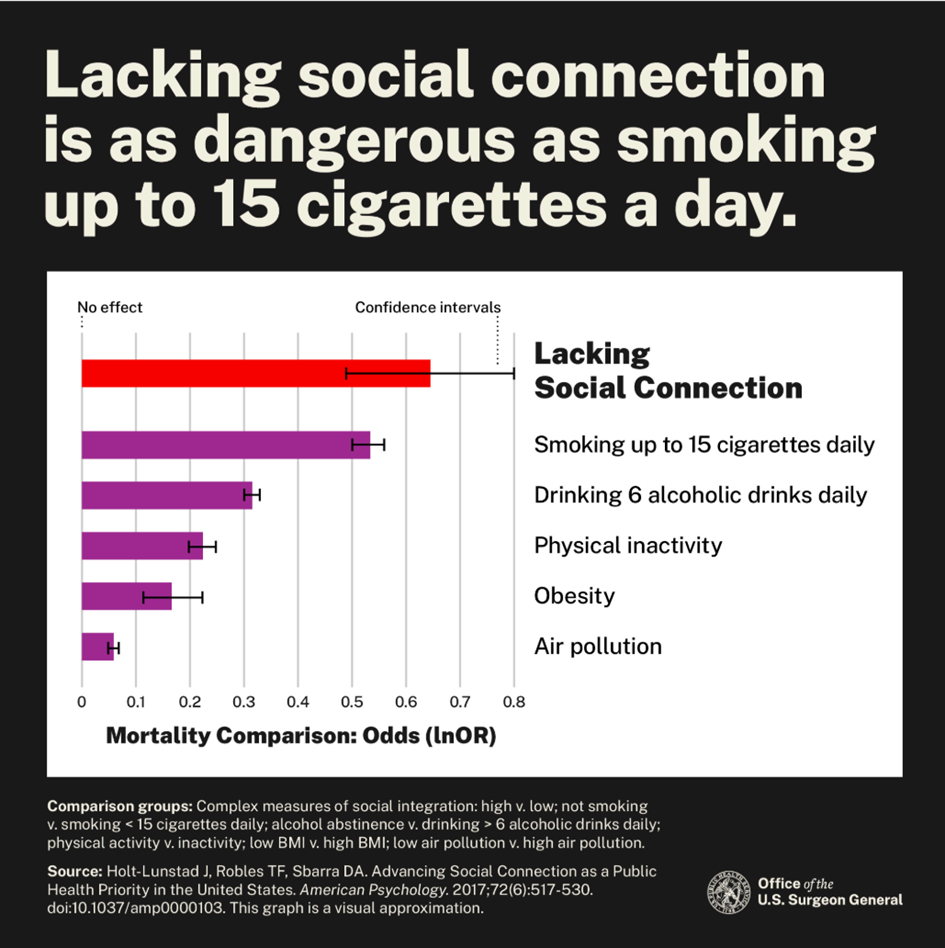 Lacking social connection
is as dangerous as smoking
up to 15 cigarettes a day.
No effect
Confidence intervals
Lacking
Social Connection
Smoking up to 15 cigarettes daily
Drinking 6 alcoholic drinks daily
Physical inactivity
Obesity
Air pollution
0 0.1 0.2 0.3 0.4 0.5 0.6 0.7 0.8
Mortality Comparison: Odds (lnOR)
Comparison groups: Complex measures of social integration: high v. low; not smoking
v. smoking < 15 cigarettes daily; alcohol abstinence v. drinking > 6 alcoholic drinks daily;
physical activity v. inactivity; low BMI v. high BMI; low air pollution v. high air pollution.
Source: Holt-Lunstad J, Robles TF, Sbarra DA. Advancing Social Connection as a Public
Health Priority in the United States. American Psychology. 2017;72(6):517-530.
doi:10.1037/amp0000103. This graph is a visual approximation.
Office of the
U.S. Surgeon General